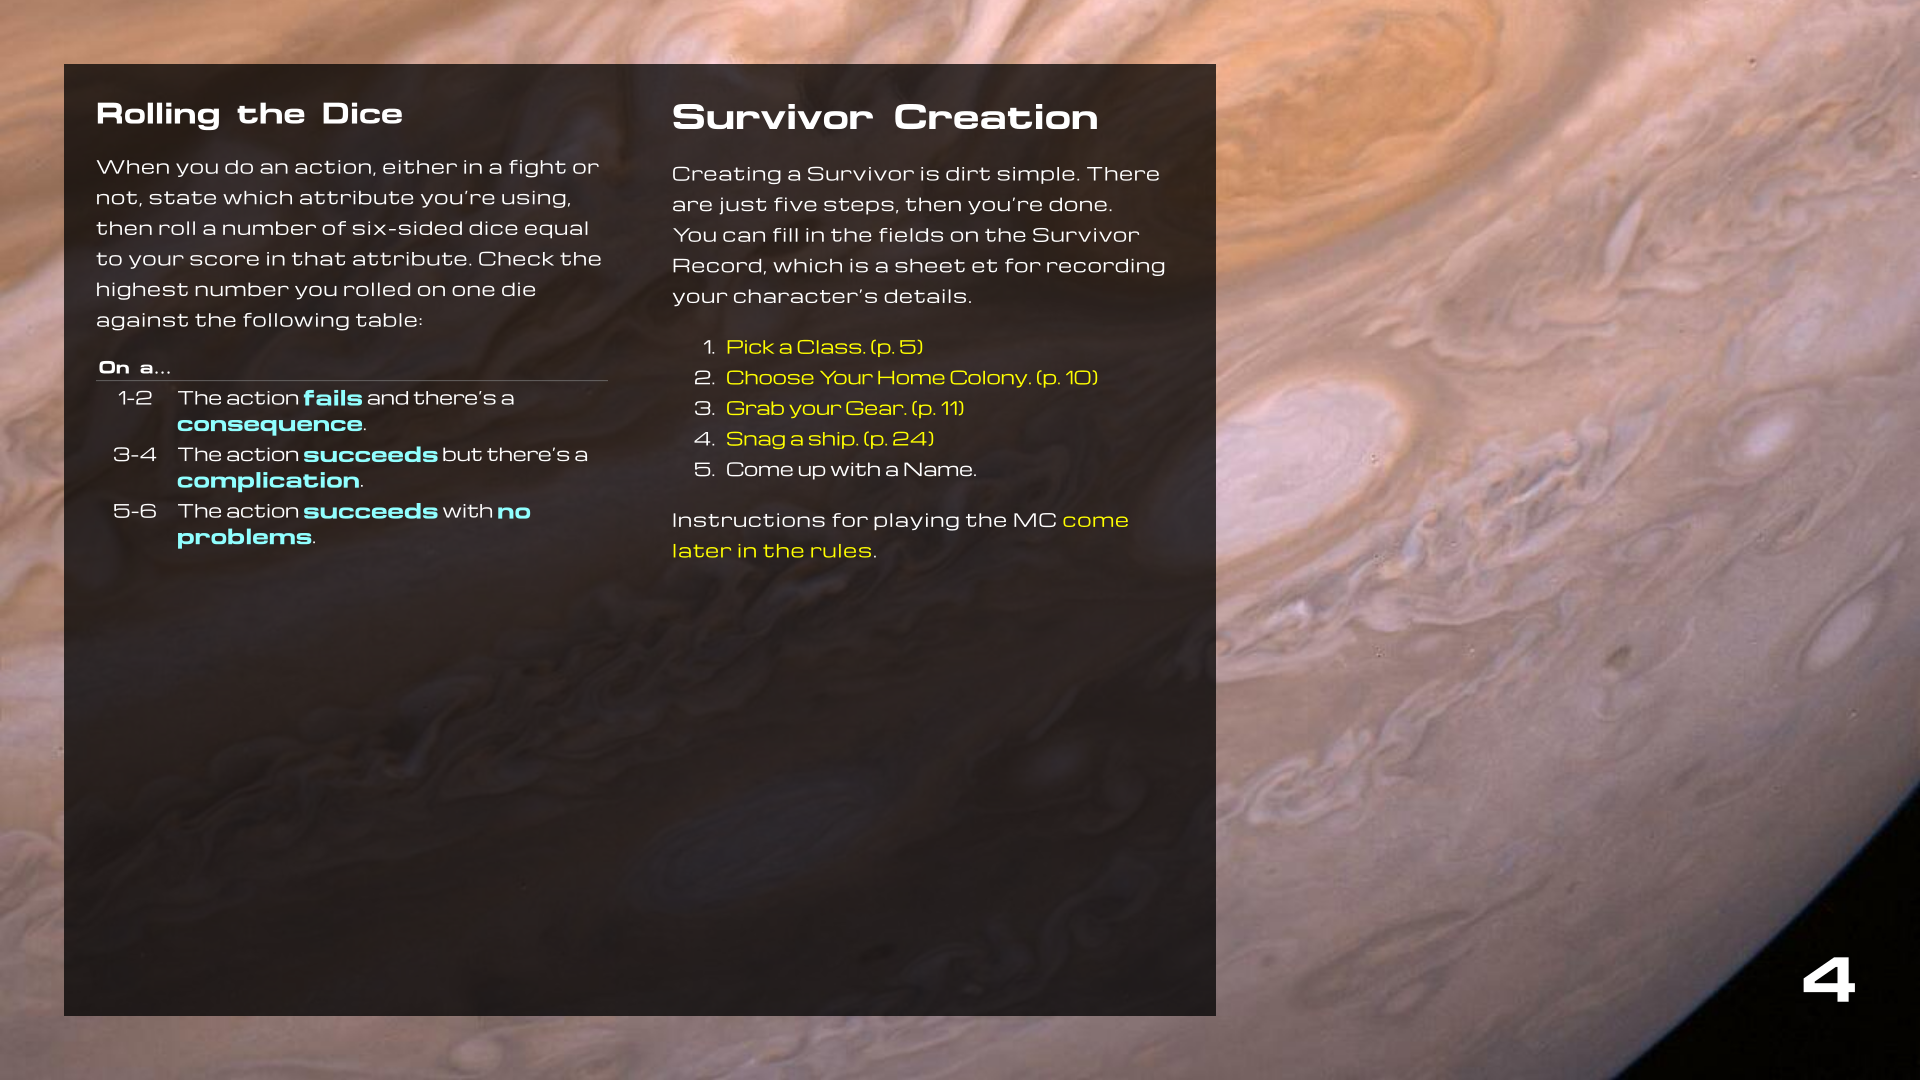 Rolling the Dice
When you do an action, either in a fight or
not, state which attribute you're using,
then roll a number of six-sided dice equal
to your score in that attribute. Check the
highest number you rolled on one die
against the following table:
On a...
1-2 The action fails and there's a
consequence.
3-4 The action succeeds but there's a
complication.
5-6 The action succeeds with no
problems.
Survivor Creation
Creating a Survivor is dirt simple. There
are just five steps, then you're done.
You can fill in the fields on the Survivor
Record, which is a sheet et for recording
your character's details.
1. Pick a Class. (p. 5)
2. Choose Your Home Colony. (p. 10)
3. Grab your Gear. (p. 11)
4. Snag a ship. (p. 24)
5. Come up with a Name.
Instructions for playing the MC come
later in the rules.
4